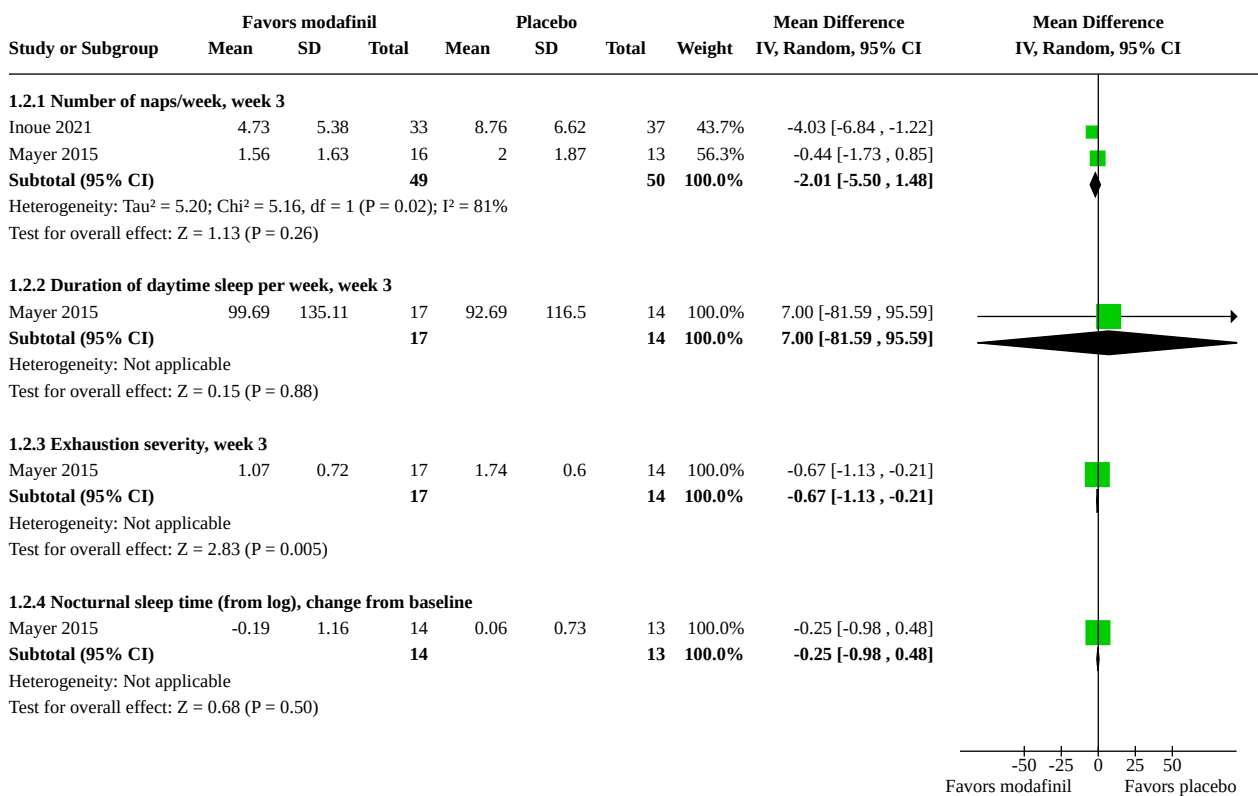 Favors modafinil Placebo Mean Difference Mean Difference
Study or Subgroup Mean SD Total Mean SD Total Weight IV, Random, 95% CI IV, Random, 95% CI
1.2.1 Number of naps/week, week 3
Inoue 2021 4.73 5.38 33 8.76 6.62 37 43.7% -4.03 [-6.84 , -1.22]
Mayer 2015 1.56 1.63 16 2 1.87 13 56.3% -0.44 [-1.73 , 0.85]
Subtotal (95% CI) 49 50 100.0% -2.01 [-5.50 , 1.48]
Heterogeneity: Tau² = 5.20; Chi² = 5.16, df = 1 (P = 0.02); I² = 81%
Test for overall effect: Z = 1.13 (P = 0.26)
1.2.2 Duration of daytime sleep per week, week 3
Mayer 2015 99.69 135.11 17 92.69 116.5 14 100.0% 7.00 [-81.59 , 95.59]
Subtotal (95% CI) 17 14 100.0% 7.00 [-81.59 , 95.59]
Heterogeneity: Not applicable
Test for overall effect: Z = 0.15 (P = 0.88)
1.2.3 Exhaustion severity, week 3
Mayer 2015 1.07 0.72 17 1.74 0.6 14 100.0% -0.67 [-1.13 , -0.21]
Subtotal (95% CI) 17 14 100.0% -0.67 [-1.13 , -0.21]
Heterogeneity: Not applicable
Test for overall effect: Z = 2.83 (P = 0.005)
1.2.4 Nocturnal sleep time (from log), change from baseline
Mayer 2015 -0.19 1.16 14 0.06 0.73 13 100.0% -0.25 [-0.98 , 0.48]
Subtotal (95% CI) 14 13 100.0% -0.25 [-0.98 , 0.48]
Heterogeneity: Not applicable
Test for overall effect: Z = 0.68 (P = 0.50)
-50 -25 0 25 50
Favors modafinil Favors placebo